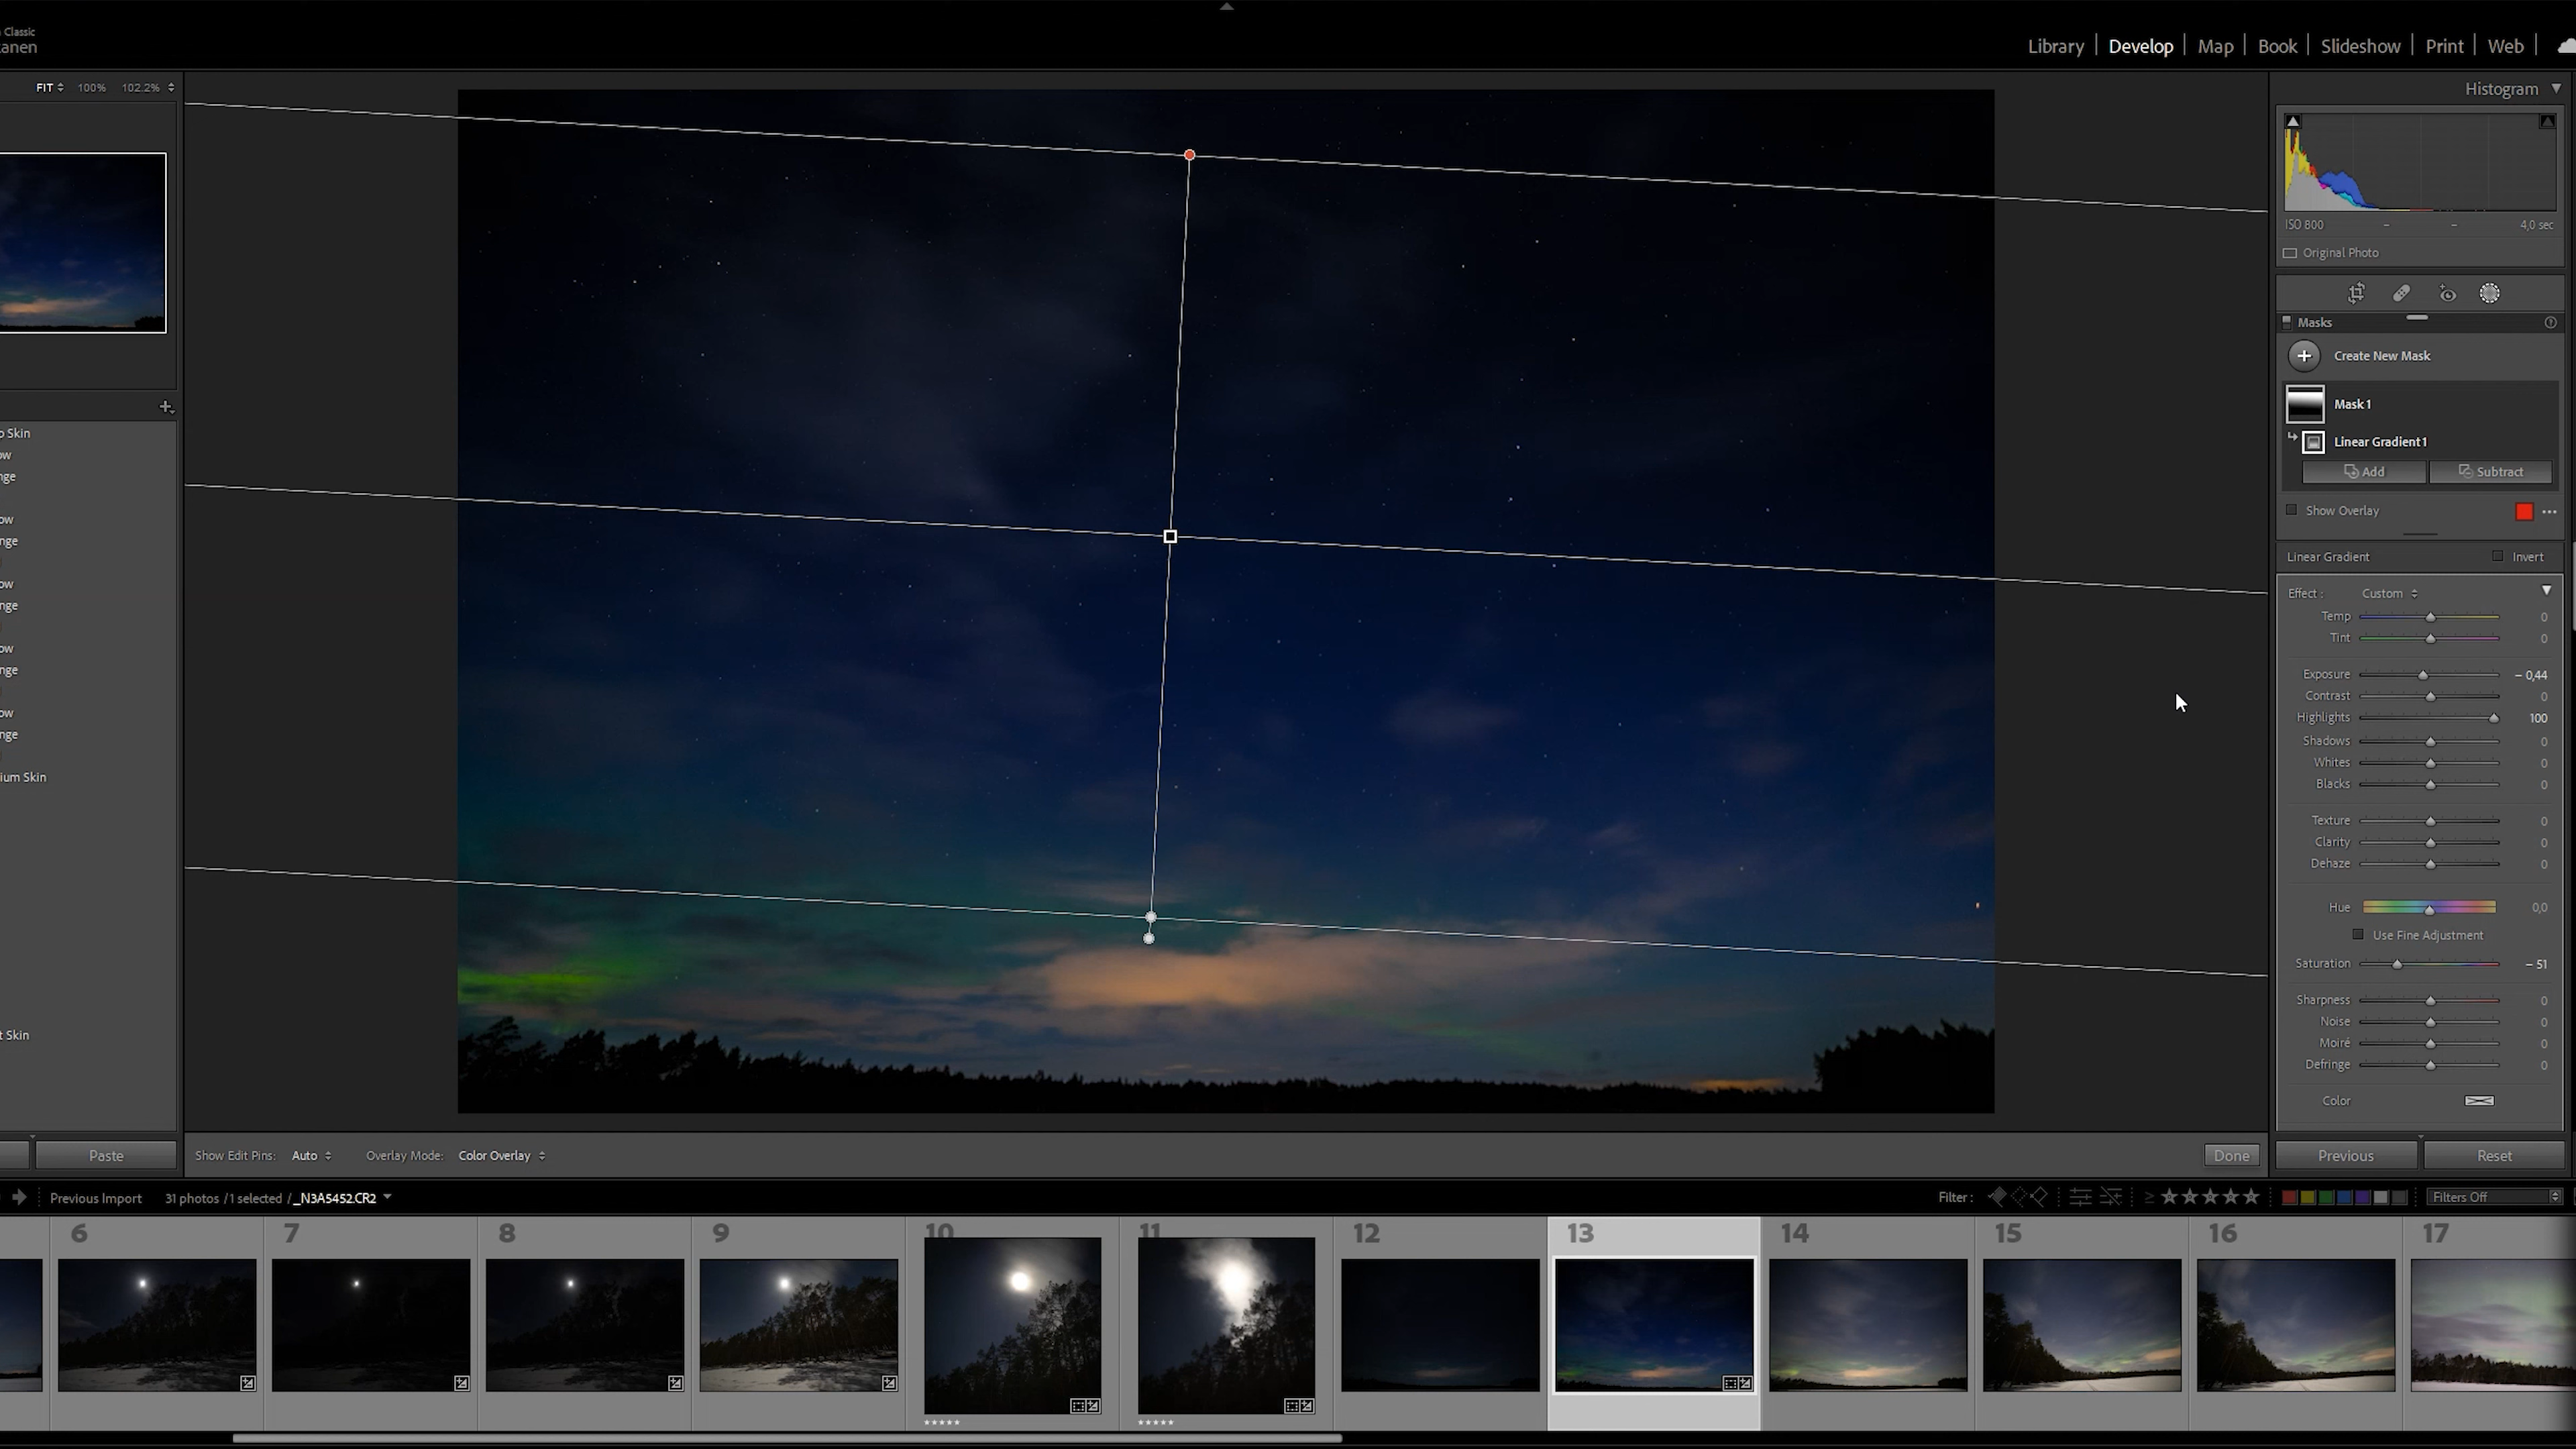 Classic
anen
Library | Develop | Map | Book | Slideshow | Print | Web |
FIT 100% 102.2%
Histogram
ISO 800 - - 4,0 sec
Original Photo
Masks
Create New Mask
Mask 1
Linear Gradient 1
Add Subtract
Show Overlay
Linear Gradient Invert
Effect : Custom
Temp 0
Tint 0
Exposure – 0,44
Contrast 0
Highlights 100
Shadows 0
Whites 0
Blacks 0
Texture 0
Clarity 0
Dehaze 0
Hue 0,0
Use Fine Adjustment
Saturation – 51
Sharpness 0
Noise 0
Moiré 0
Defringe 0
Color
o Skin
ow
nge
ow
nge
ow
nge
ow
nge
ow
nge
ium Skin
t Skin
Paste
Show Edit Pins: Auto Overlay Mode: Color Overlay
Done
Previous Reset
Previous Import 31 photos / 1 selected / _N3A5452.CR2
Filter : Filters Off
6 7 8 9 10 11 12 13 14 15 16 17